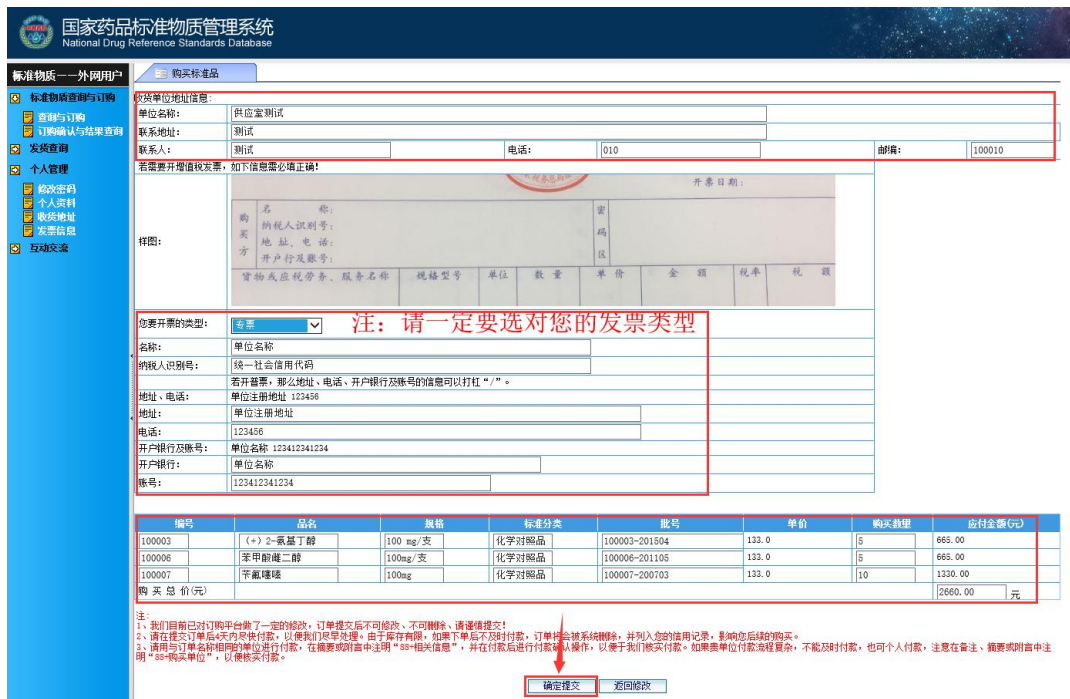 国家药品标准物质管理系统
National Drug Reference Standards Database
标准物质——外网用户
购买标准品
标准物质查询与订购
查询与订购
订购确认与结果查询
发货查询
个人管理
修改密码
个人资料
收货地址
发票信息
互动交流
收货单位地址信息:
单位名称: 供应室测试
联系地址: 测试
联系人: 测试 电话: 010 邮编: 100010
若需要开增值税发票,如下信息需必填正确!
样图:
开票日期:
购买方
名 称:
纳税人识别号:
地 址、电 话:
开户行及账号:
密码区
货物或应税劳务、服务名称 规格型号 单位 数 量 单 价 金 额 税率 税 额
您要开票的类型: 专票 注:请一定要选对您的发票类型
名称: 单位名称
纳税人识别号: 统一社会信用代码
若开普票,那么地址、电话、开户银行及账号的信息可以打杠“/”。
地址、电话: 单位注册地址 123456
地址: 单位注册地址
电话: 123456
开户银行及账号: 单位名称 123412341234
开户银行: 单位名称
账号: 123412341234
编号 品名 规格 标准分类 批号 单价 购买数量 应付金额(元)
100003 (+) 2-氨基丁醇 100 mg/支 化学对照品 100003-201504 133.0 5 665.00
100006 苯甲酸雌二醇 100mg/支 化学对照品 100006-201105 133.0 5 665.00
100007 苄氟噻嗪 100mg 化学对照品 100007-200703 133.0 10 1330.00
购 买 总 价(元) 2660.00 元
注:
1、我们目前已对订购平台做了一定的修改,订单提交后不可修改、不可删除、请谨慎提交!
2、请在提交订单后4天内尽快付款,以便我们尽早处理。由于库存有限,如果下单后不及时付款,订单将会被系统删除,并列入您的信用记录,影响您后续的购买。
3、请用与订单名称相同的单位进行付款,在摘要或附言中注明“SS+相关信息”,并在付款后进行付款确认操作,以便于我们核实付款。如果贵单位付款流程复杂,不能及时付款,也可个人付款,注意在备注、摘要或附言中注
明“SS+购买单位”,以便核实付款。
确定提交 返回修改